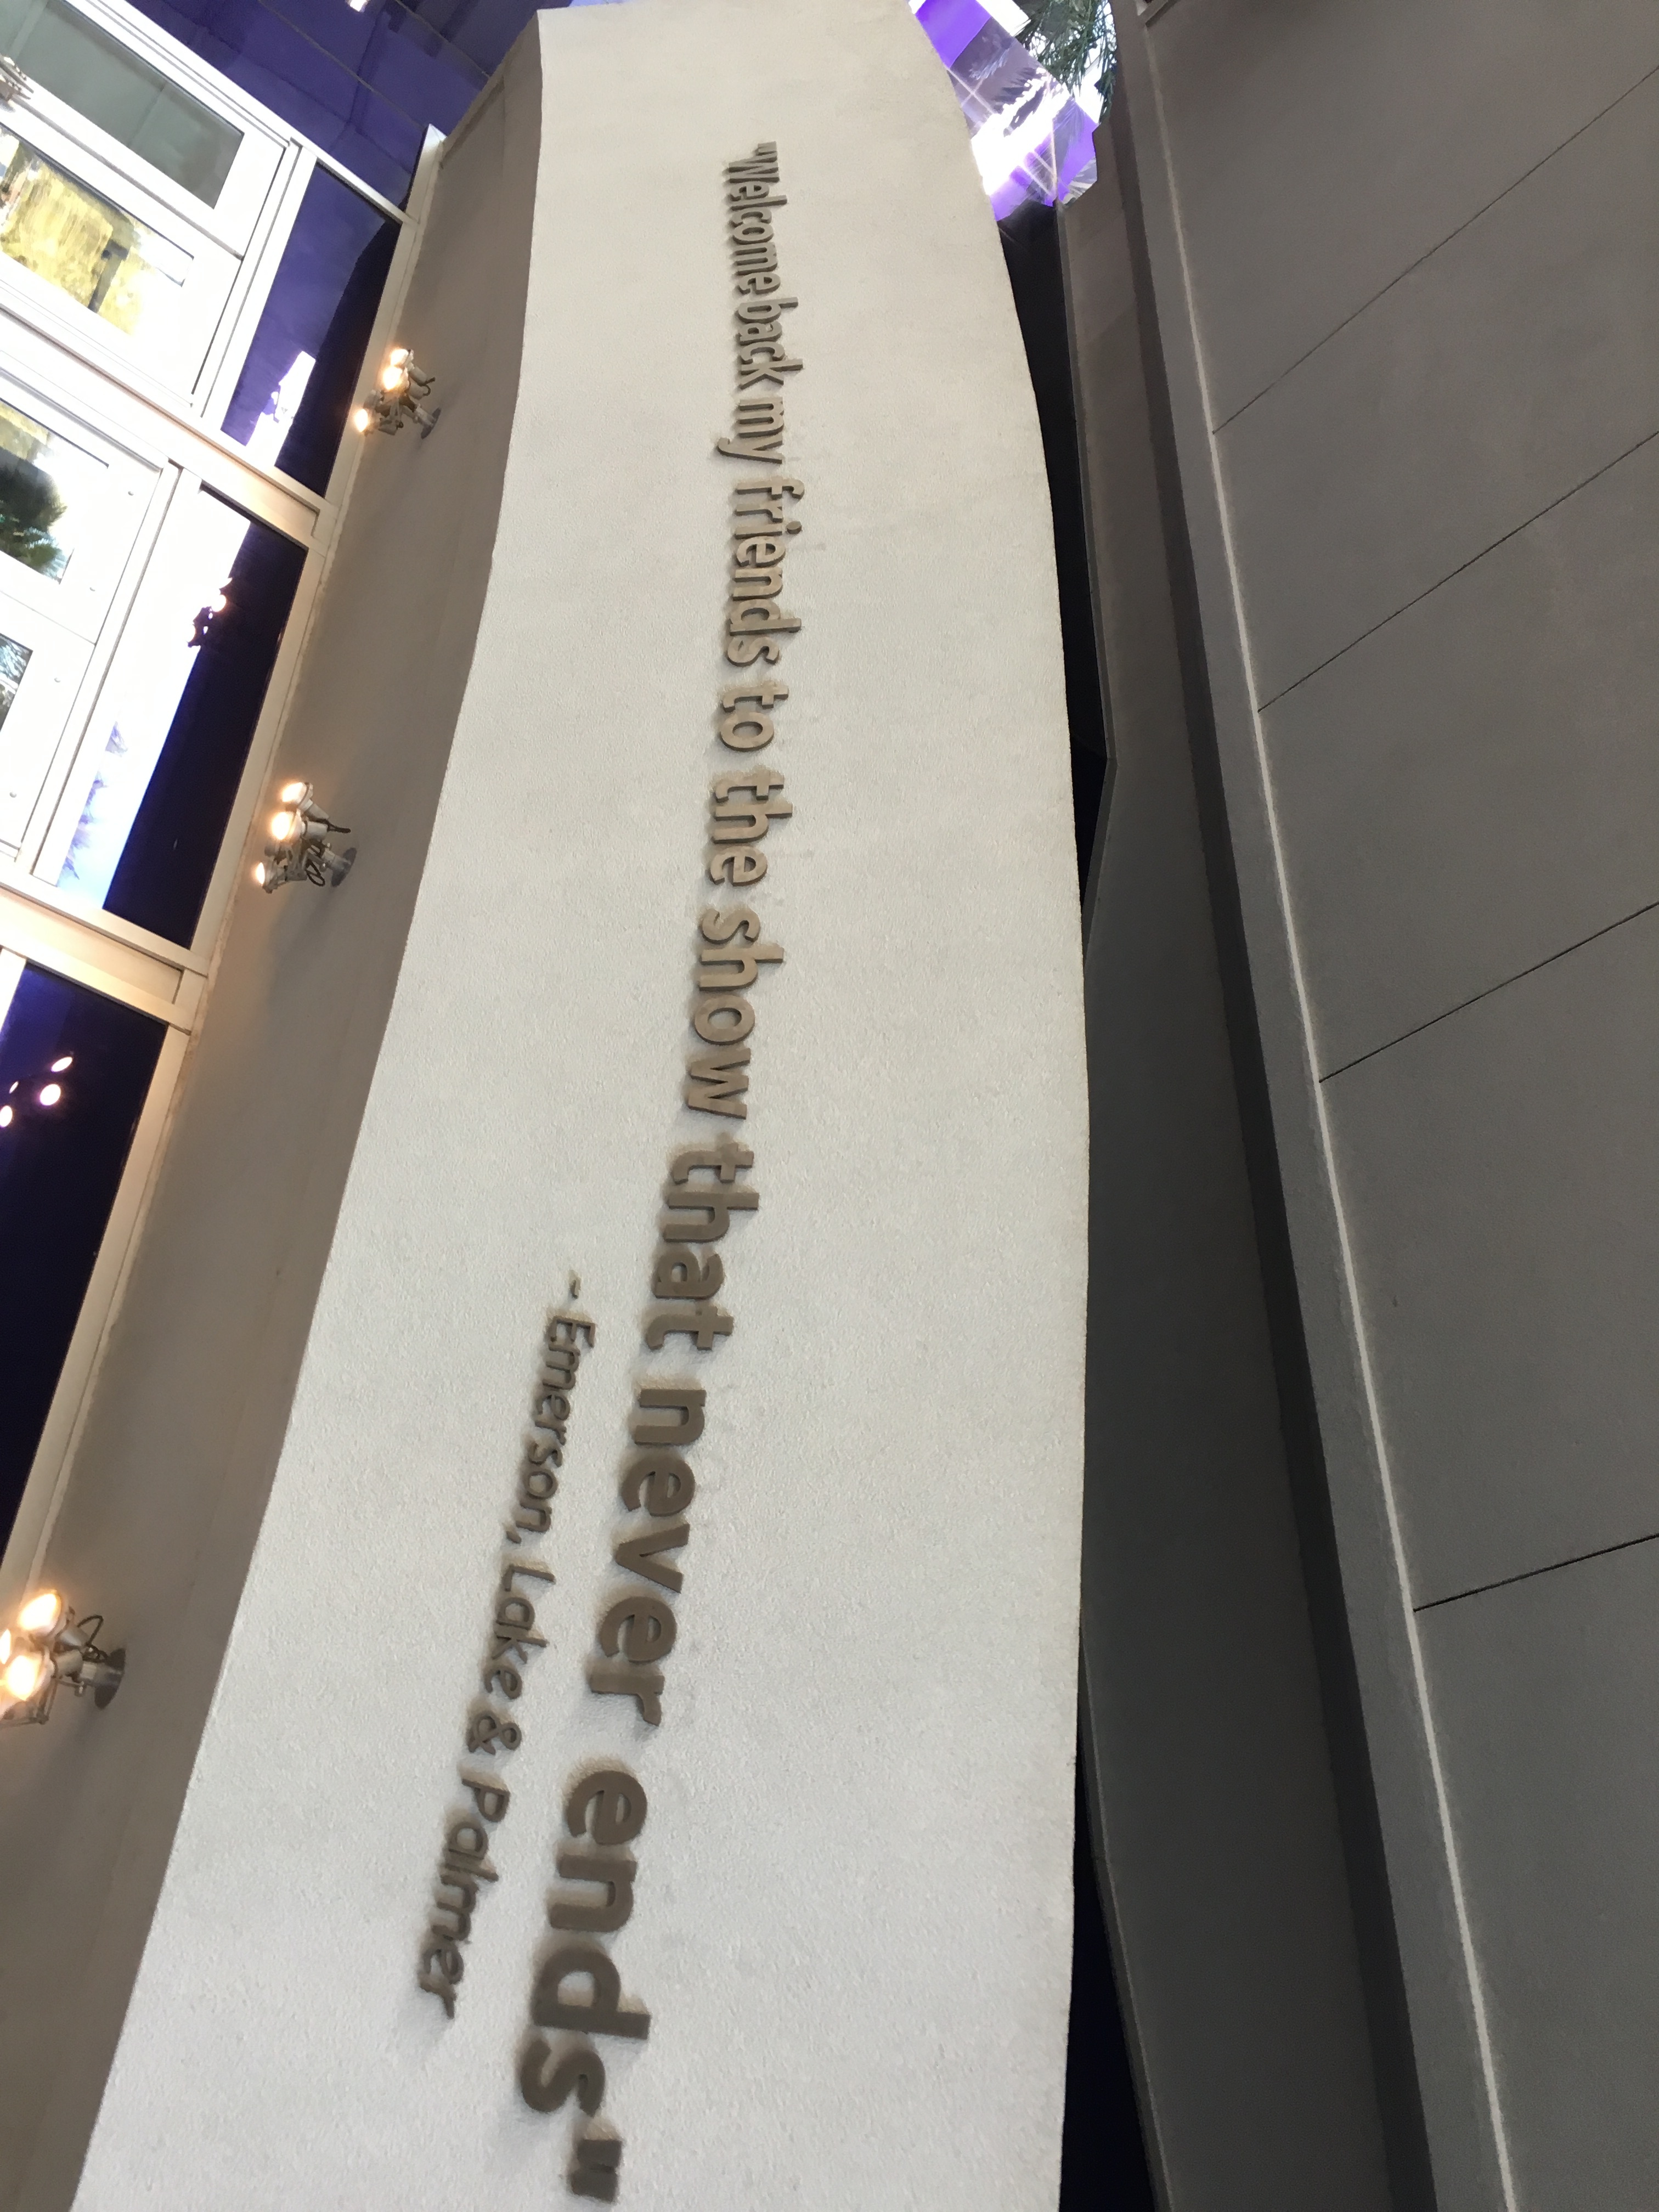 "Welcome back my friends to the show that never ends"
- Emerson, Lake & Palmer